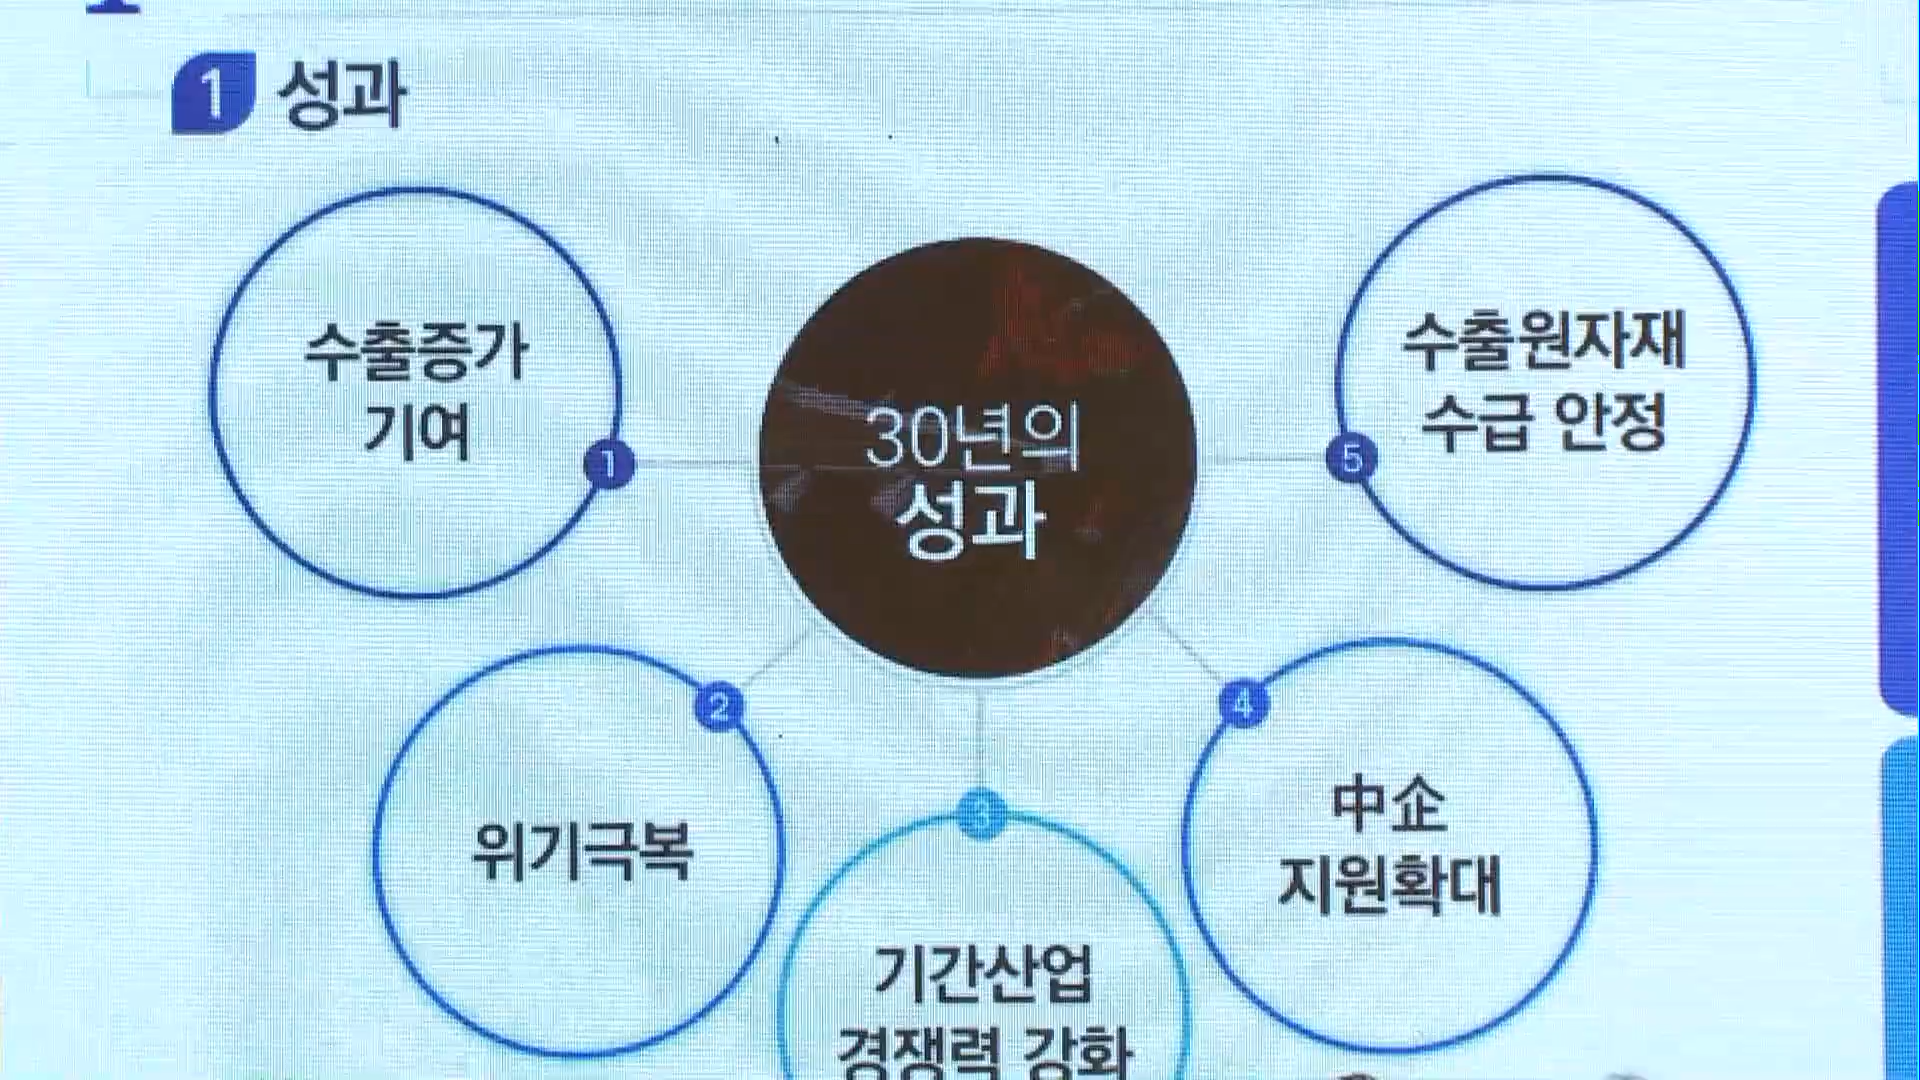 1 성과
30년의
성과
수출증가
기여
1
2
위기극복
3
기간산업
경쟁력 강화
4
中企
지원확대
5
수출원자재
수급 안정